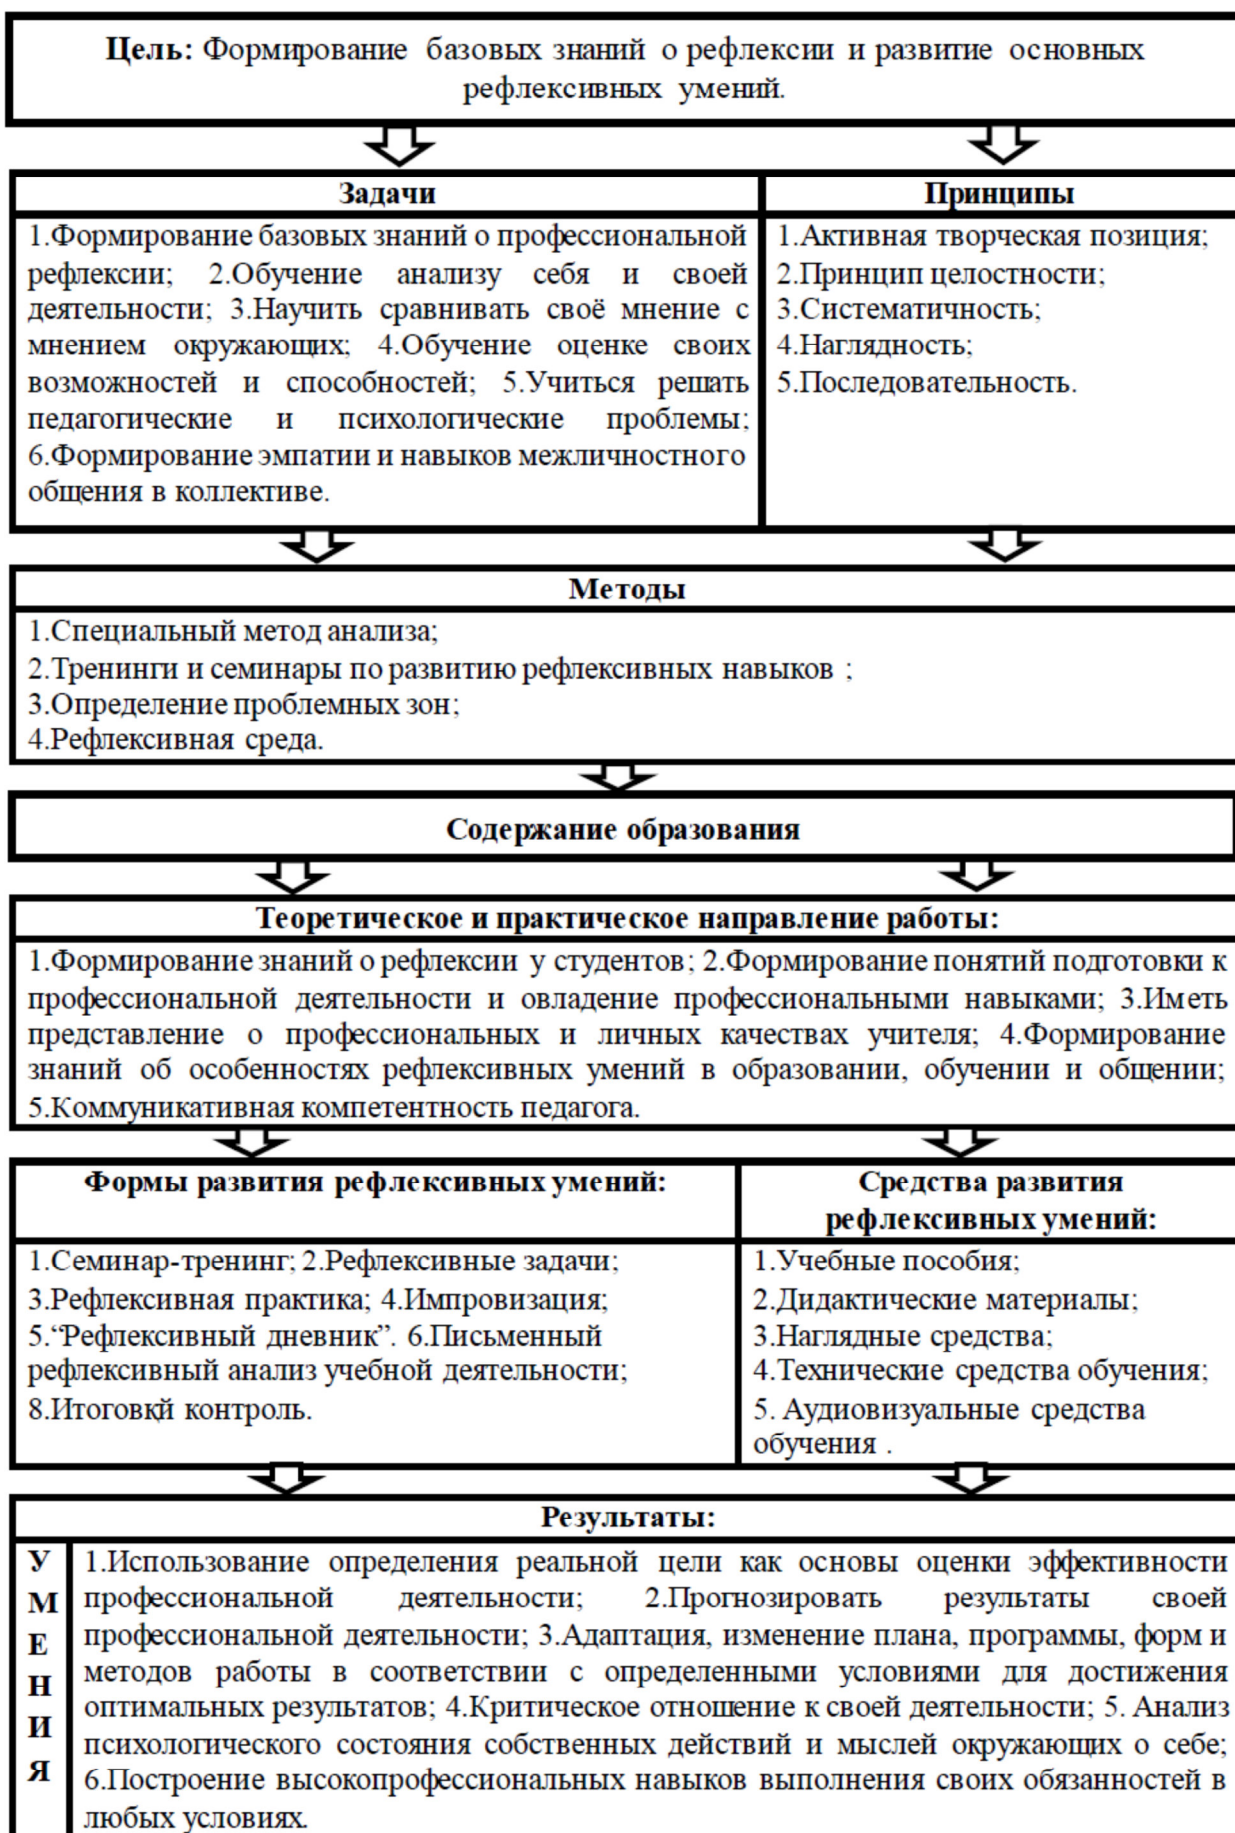 Цель: Формирование базовых знаний о рефлексии и развитие основных
рефлексивных умений.
Задачи
1.Формирование базовых знаний о профессиональной
рефлексии; 2.Обучение анализу себя и своей
деятельности; 3.Научить сравнивать своё мнение с
мнением окружающих; 4.Обучение оценке своих
возможностей и способностей; 5.Учиться решать
педагогические и психологические проблемы;
6.Формирование эмпатии и навыков межличностного
общения в коллективе.
Принципы
1.Активная творческая позиция;
2.Принцип целостности;
3.Систематичность;
4.Наглядность;
5.Последовательность.
Методы
1.Специальный метод анализа;
2.Тренинги и семинары по развитию рефлексивных навыков ;
3.Определение проблемных зон;
4.Рефлексивная среда.
Содержание образования
Теоретическое и практическое направление работы:
1.Формирование знаний о рефлексии у студентов; 2.Формирование понятий подготовки к
профессиональной деятельности и овладение профессиональными навыками; 3.Иметь
представление о профессиональных и личных качествах учителя; 4.Формирование
знаний об особенностях рефлексивных умений в образовании, обучении и общении;
5.Коммуникативная компетентность педагога.
Формы развития рефлексивных умений:
1.Семинар-тренинг; 2.Рефлексивные задачи;
3.Рефлексивная практика; 4.Импровизация;
5.“Рефлексивный дневник”. 6.Письменный
рефлексивный анализ учебной деятельности;
8.Итоговқй контроль.
Средства развития
рефлексивных умений:
1.Учебные пособия;
2.Дидактические материалы;
3.Наглядные средства;
4.Технические средства обучения;
5. Аудиовизуальные средства
обучения .
Результаты:
УМЕНИЯ
1.Использование определения реальной цели как основы оценки эффективности
профессиональной деятельности; 2.Прогнозировать результаты своей
профессиональной деятельности; 3.Адаптация, изменение плана, программы, форм и
методов работы в соответствии с определенными условиями для достижения
оптимальных результатов; 4.Критическое отношение к своей деятельности; 5. Анализ
психологического состояния собственных действий и мыслей окружающих о себе;
6.Построение высокопрофессиональных навыков выполнения своих обязанностей в
любых условиях.